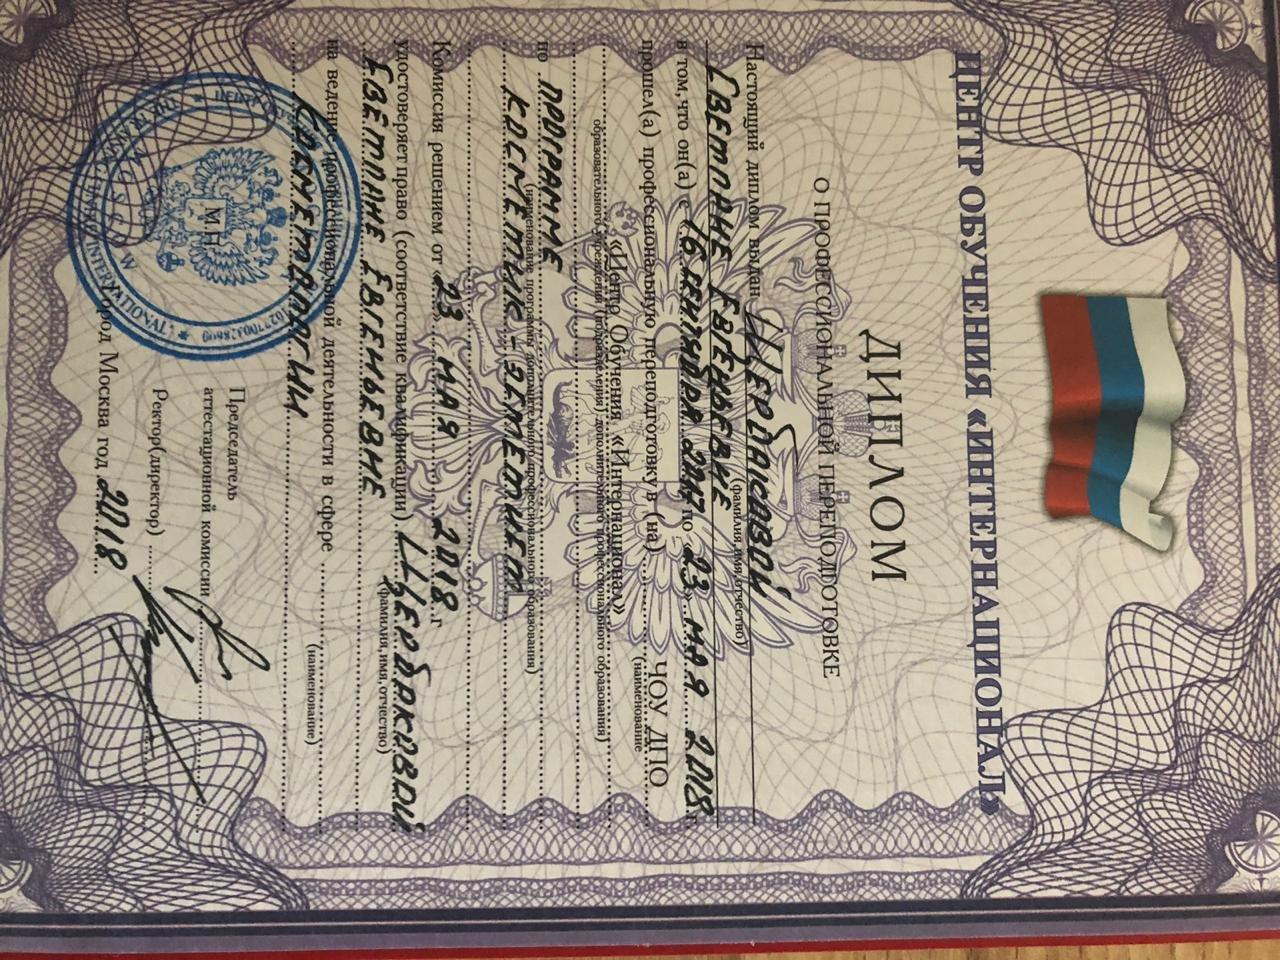 ЦЕНТР ОБУЧЕНИЯ «ИНТЕРНАЦИОНАЛ»
ДИПЛОМ
О ПРОФЕССИОНАЛЬНОЙ ПЕРЕПОДГОТОВКЕ
Настоящий диплом выдан Щербаковой
(фамилия, имя, отчество)
Светлане Евгеньевне
в том, что он(а) с «16» сентября 2017 по «23» мая 2018 г.
прошел(а) профессиональную переподготовку в (на) ЧОУ ДПО
(наименование
«Центр Обучения «Интернационал»
образовательного учреждения (подразделения) дополнительного профессионального образования)
по программе
(наименование программы дополнительного профессионального образования)
косметик-эстетист
Комиссия решением от «23» мая 2018 г.
удостоверяет право (соответствие квалификации) Щербаковой
(фамилия, имя, отчество)
Светлане Евгеньевне
на ведение профессиональной деятельности в сфере
(наименование)
косметологии
Председатель
аттестационной комиссии
Ректор(директор)
Город Москва год 2018
М.Н.
MOSCOW